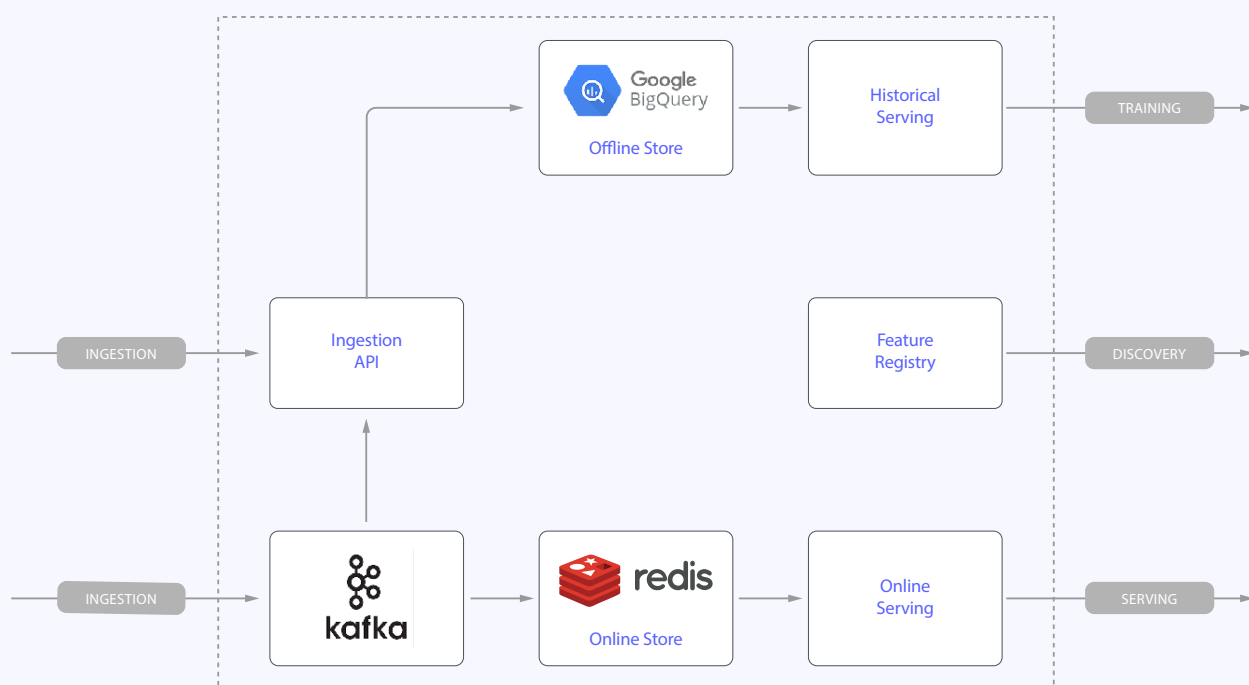 Google
BigQuery
Offline Store
Historical
Serving
TRAINING
INGESTION
Ingestion
API
Feature
Registry
DISCOVERY
INGESTION
kafka
redis
Online Store
Online
Serving
SERVING